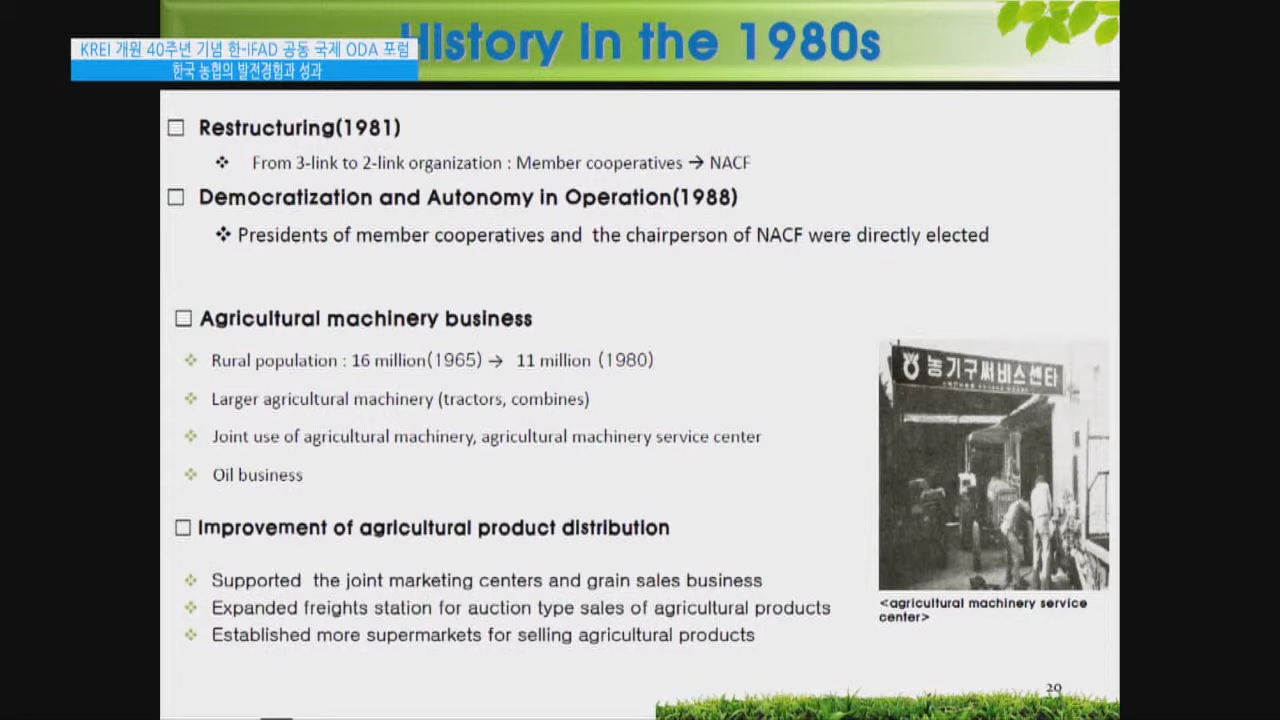 History in the 1980s
KREI 개원 40주년 기념 한-IFAD 공동 국제 ODA 포럼
한국 농협의 발전경험과 성과
Restructuring(1981)
From 3-link to 2-link organization : Member cooperatives → NACF
Democratization and Autonomy in Operation(1988)
Presidents of member cooperatives and the chairperson of NACF were directly elected
Agricultural machinery business
Rural population : 16 million(1965) → 11 million (1980)
Larger agricultural machinery (tractors, combines)
Joint use of agricultural machinery, agricultural machinery service center
Oil business
농기구써비스센타
Improvement of agricultural product distribution
Supported the joint marketing centers and grain sales business
Expanded freights station for auction type sales of agricultural products
Established more supermarkets for selling agricultural products
<agricultural machinery service
center>
20